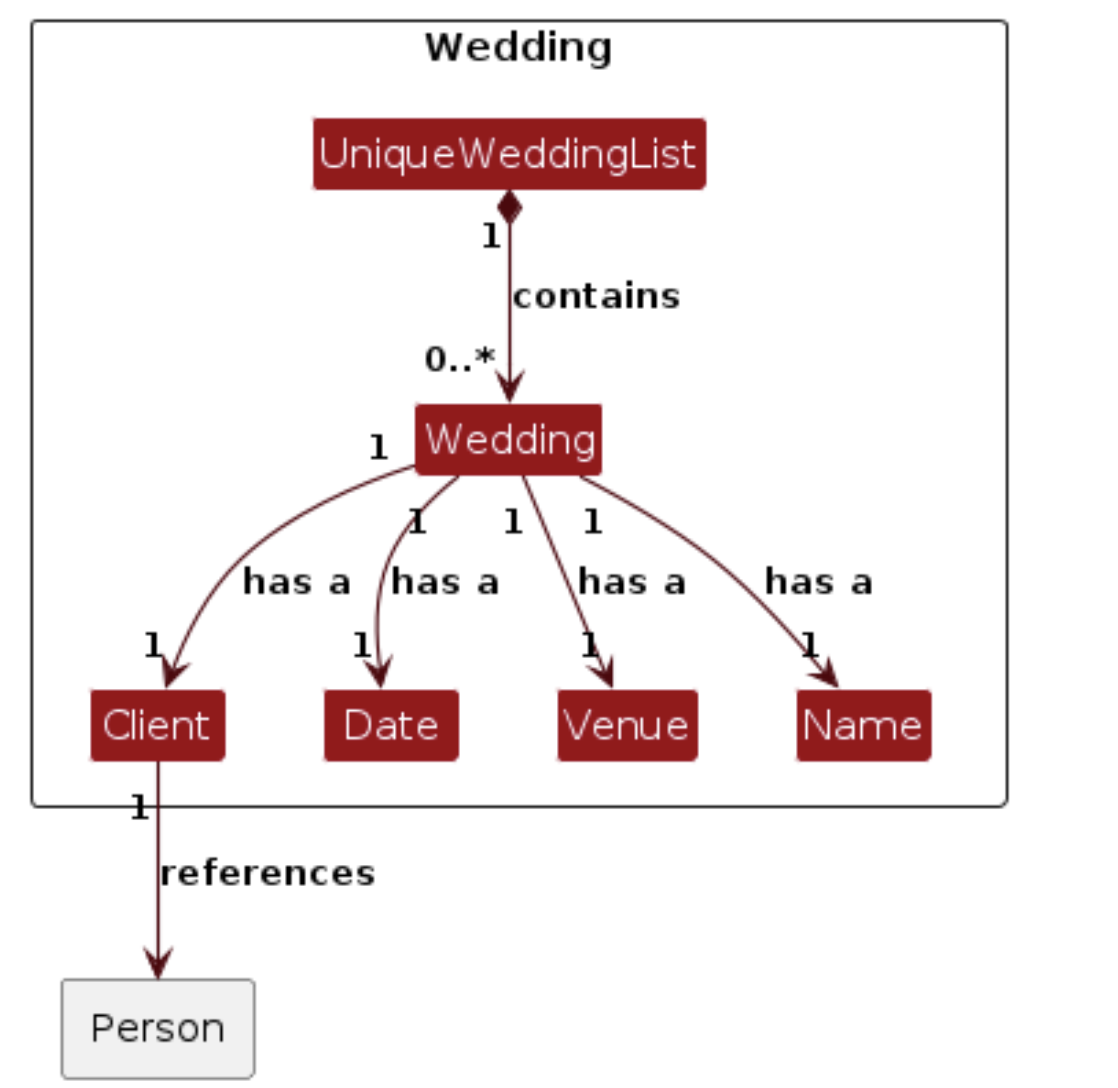 Wedding
UniqueWeddingList
1
contains
0..*
Wedding
1
1 1 1
has a has a has a has a
1 1 1 1
Client Date Venue Name
1
references
Person